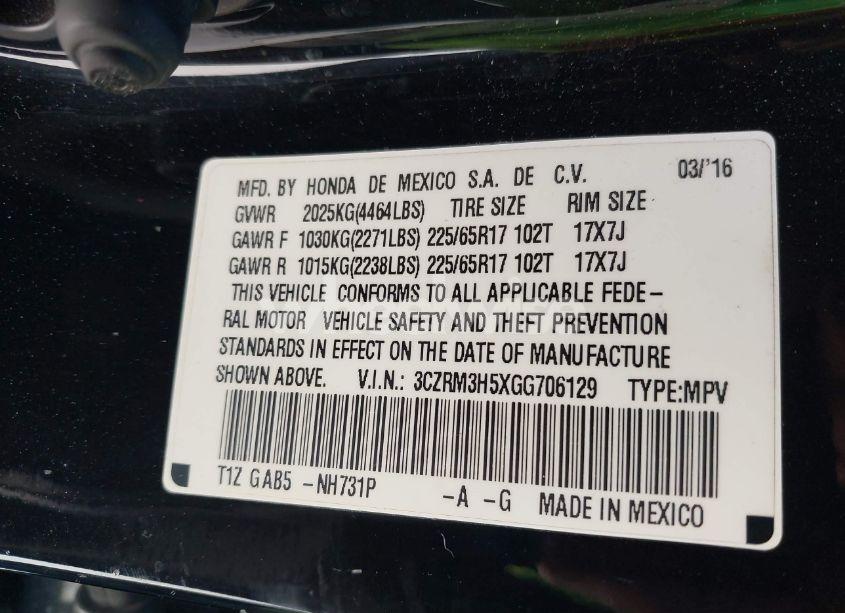 MFD. BY HONDA DE MEXICO S.A. DE C.V. 03/'16
GVWR 2025KG(4464LBS) TIRE SIZE RIM SIZE
GAWR F 1030KG(2271LBS) 225/65R17 102T 17X7J
GAWR R 1015KG(2238LBS) 225/65R17 102T 17X7J
THIS VEHICLE CONFORMS TO ALL APPLICABLE FEDE-
RAL MOTOR VEHICLE SAFETY AND THEFT PREVENTION
STANDARDS IN EFFECT ON THE DATE OF MANUFACTURE
SHOWN ABOVE. V.I.N.: 3CZRM3H5XGG706129 TYPE:MPV
T1Z GAB5 -NH731P -A -G MADE IN MEXICO